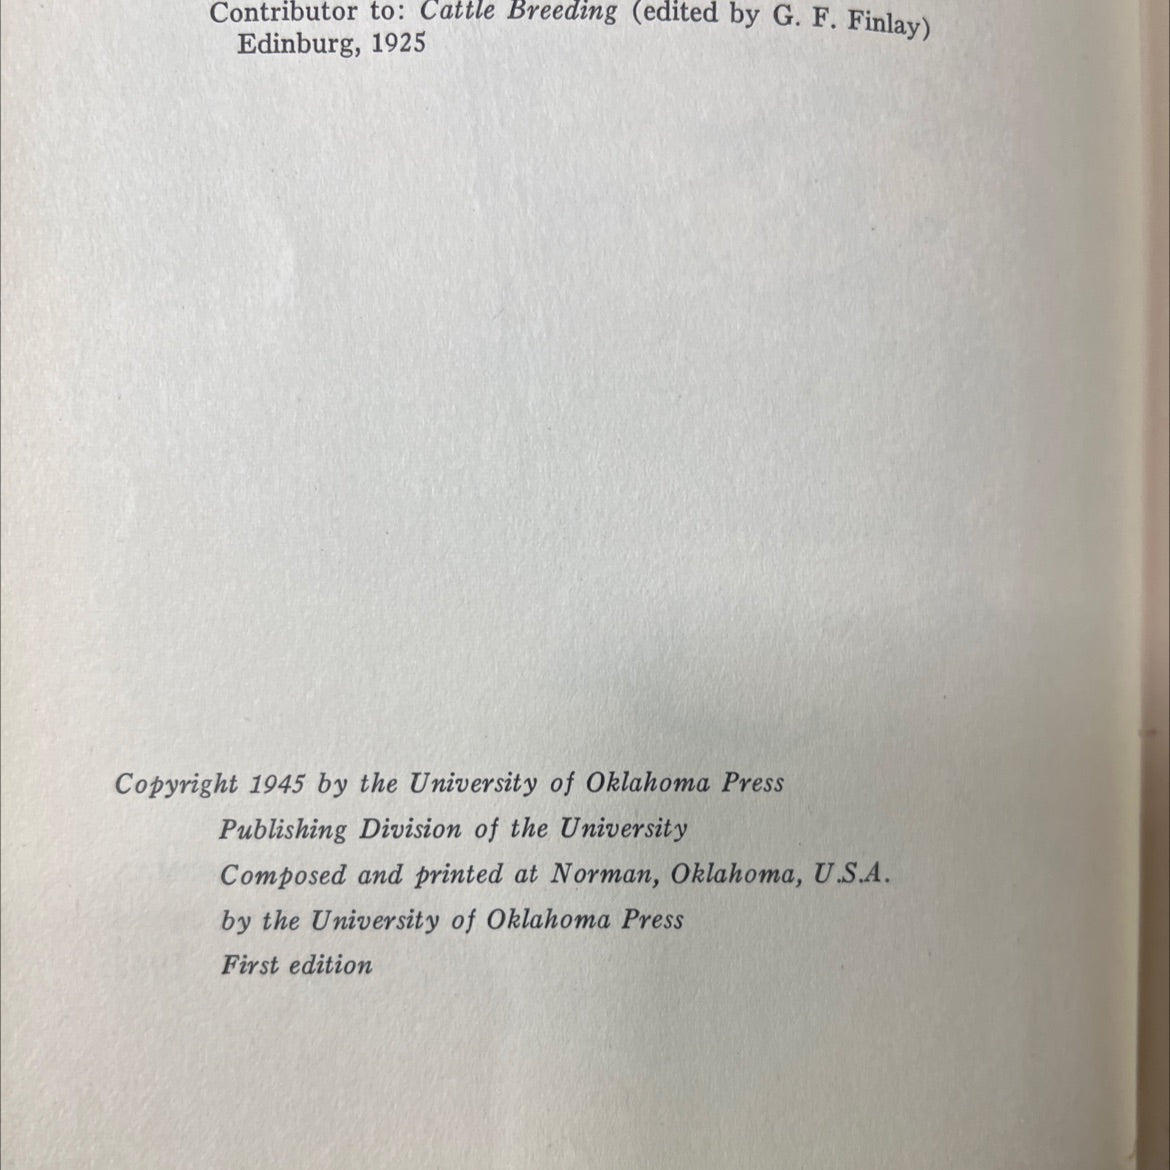 Contributor to: Cattle Breeding (edited by G. F. Finlay)
Edinburg, 1925
Copyright 1945 by the University of Oklahoma Press
Publishing Division of the University
Composed and printed at Norman, Oklahoma, U.S.A.
by the University of Oklahoma Press
First edition